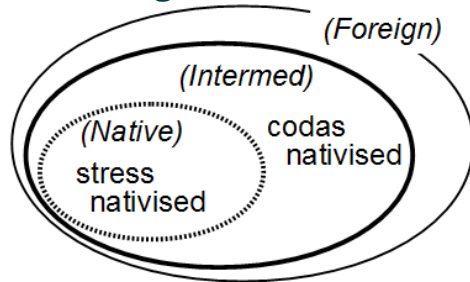 (Foreign)
(Intermed)
(Native)
codas
nativised
stress
nativised